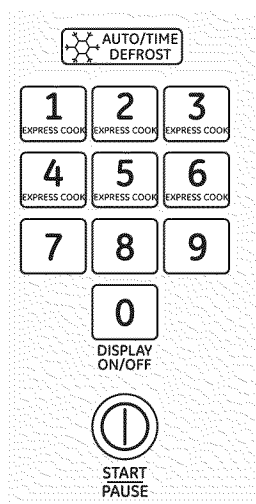 AUTO/TIME
DEFROST
1 2 3
EXPRESS COOK EXPRESS COOK EXPRESS COOK
4 5 6
EXPRESS COOK EXPRESS COOK EXPRESS COOK
7 8 9
0
DISPLAY
ON/OFF
START
PAUSE